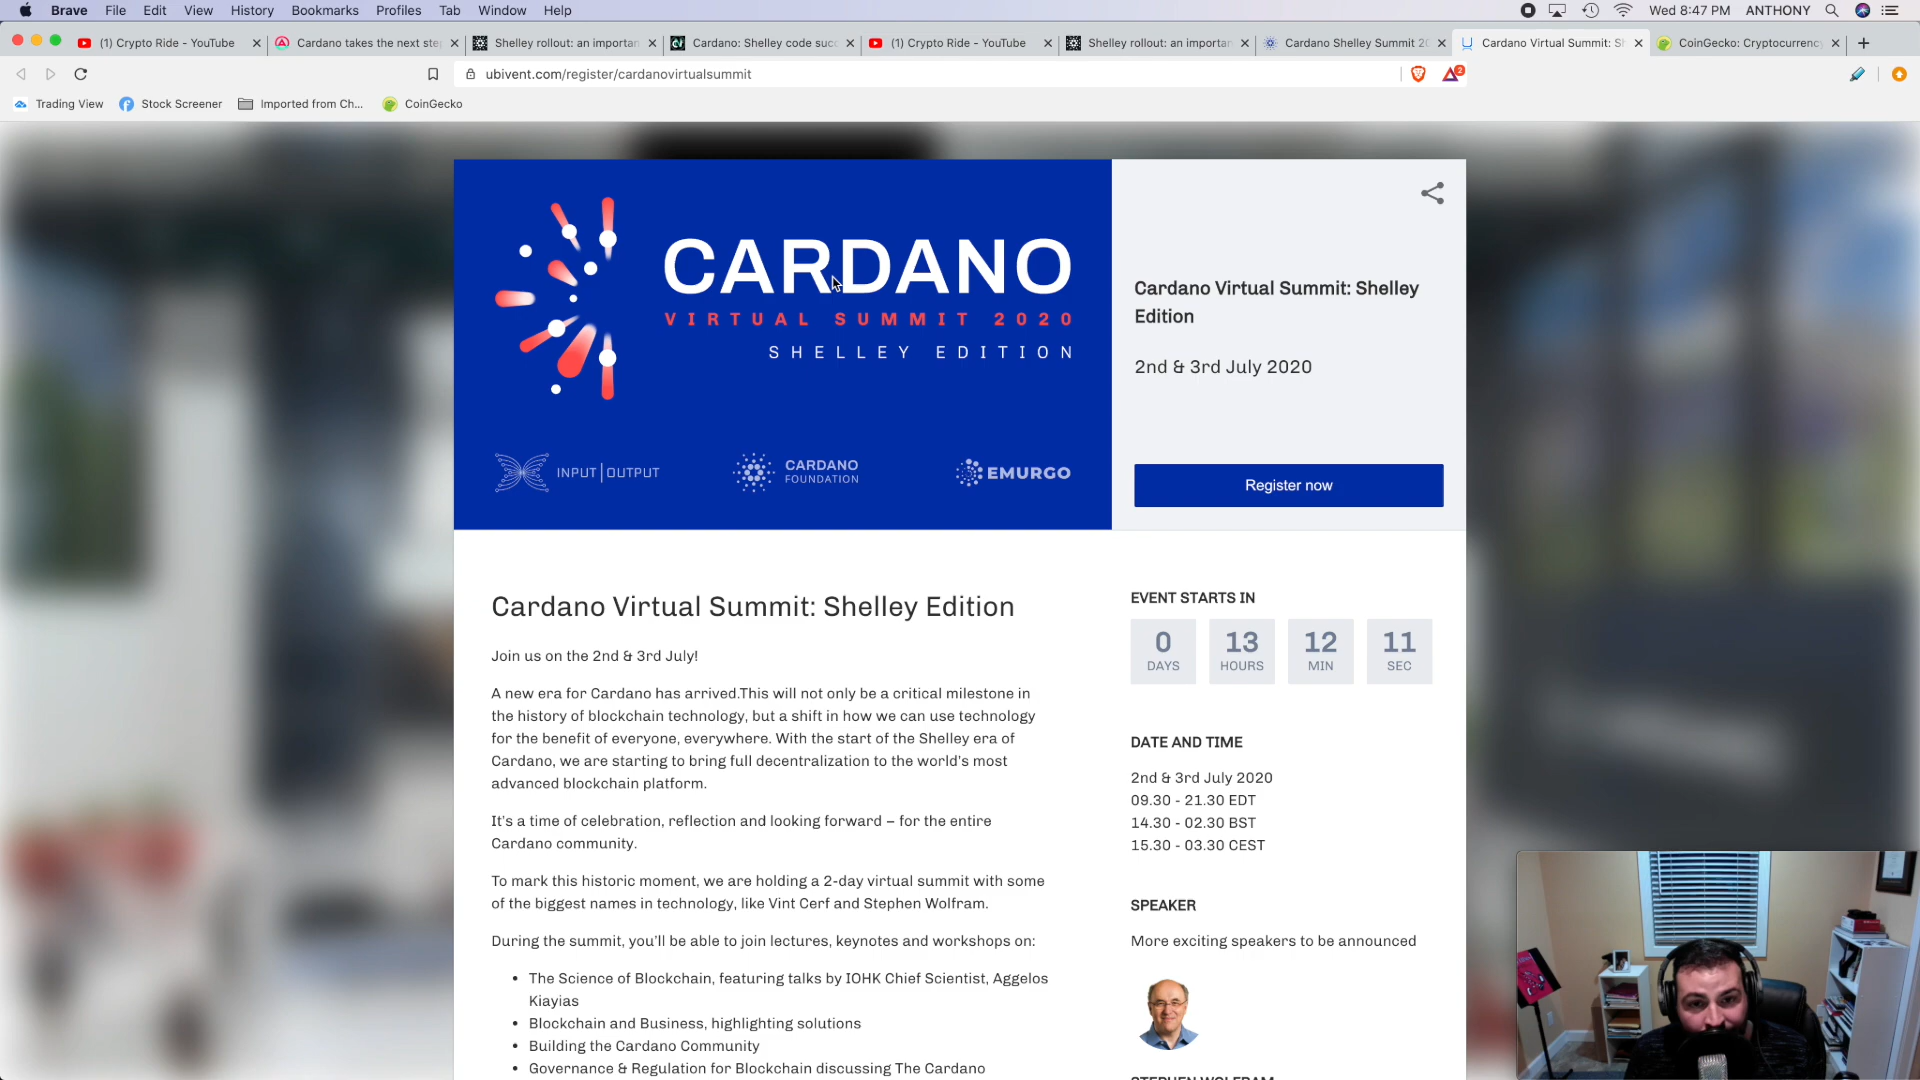 Brave File Edit View History Bookmarks Profiles Tab Window Help Wed 8:47 PM ANTHONY
(1) Crypto Ride - YouTube Cardano takes the next ste Shelley rollout: an importan Cardano: Shelley code succ (1) Crypto Ride - YouTube Shelley rollout: an importan Cardano Shelley Summit 20 Cardano Virtual Summit: Sh CoinGecko: Cryptocurrency
ubivent.com/register/cardanovirtualsummit 2
Trading View Stock Screener Imported from Ch... CoinGecko
CARDANO
VIRTUAL SUMMIT 2020
SHELLEY EDITION
INPUT|OUTPUT
CARDANO
FOUNDATION
EMURGO
Cardano Virtual Summit: Shelley
Edition
2nd & 3rd July 2020
Register now
Cardano Virtual Summit: Shelley Edition
Join us on the 2nd & 3rd July!
A new era for Cardano has arrived.This will not only be a critical milestone in
the history of blockchain technology, but a shift in how we can use technology
for the benefit of everyone, everywhere. With the start of the Shelley era of
Cardano, we are starting to bring full decentralization to the world's most
advanced blockchain platform.
It's a time of celebration, reflection and looking forward – for the entire
Cardano community.
To mark this historic moment, we are holding a 2-day virtual summit with some
of the biggest names in technology, like Vint Cerf and Stephen Wolfram.
During the summit, you'll be able to join lectures, keynotes and workshops on:
• The Science of Blockchain, featuring talks by IOHK Chief Scientist, Aggelos
Kiayias
• Blockchain and Business, highlighting solutions
• Building the Cardano Community
• Governance & Regulation for Blockchain discussing The Cardano
EVENT STARTS IN
0 13 12 11
DAYS HOURS MIN SEC
DATE AND TIME
2nd & 3rd July 2020
09.30 - 21.30 EDT
14.30 - 02.30 BST
15.30 - 03.30 CEST
SPEAKER
More exciting speakers to be announced
STEPHEN WOLFRAM